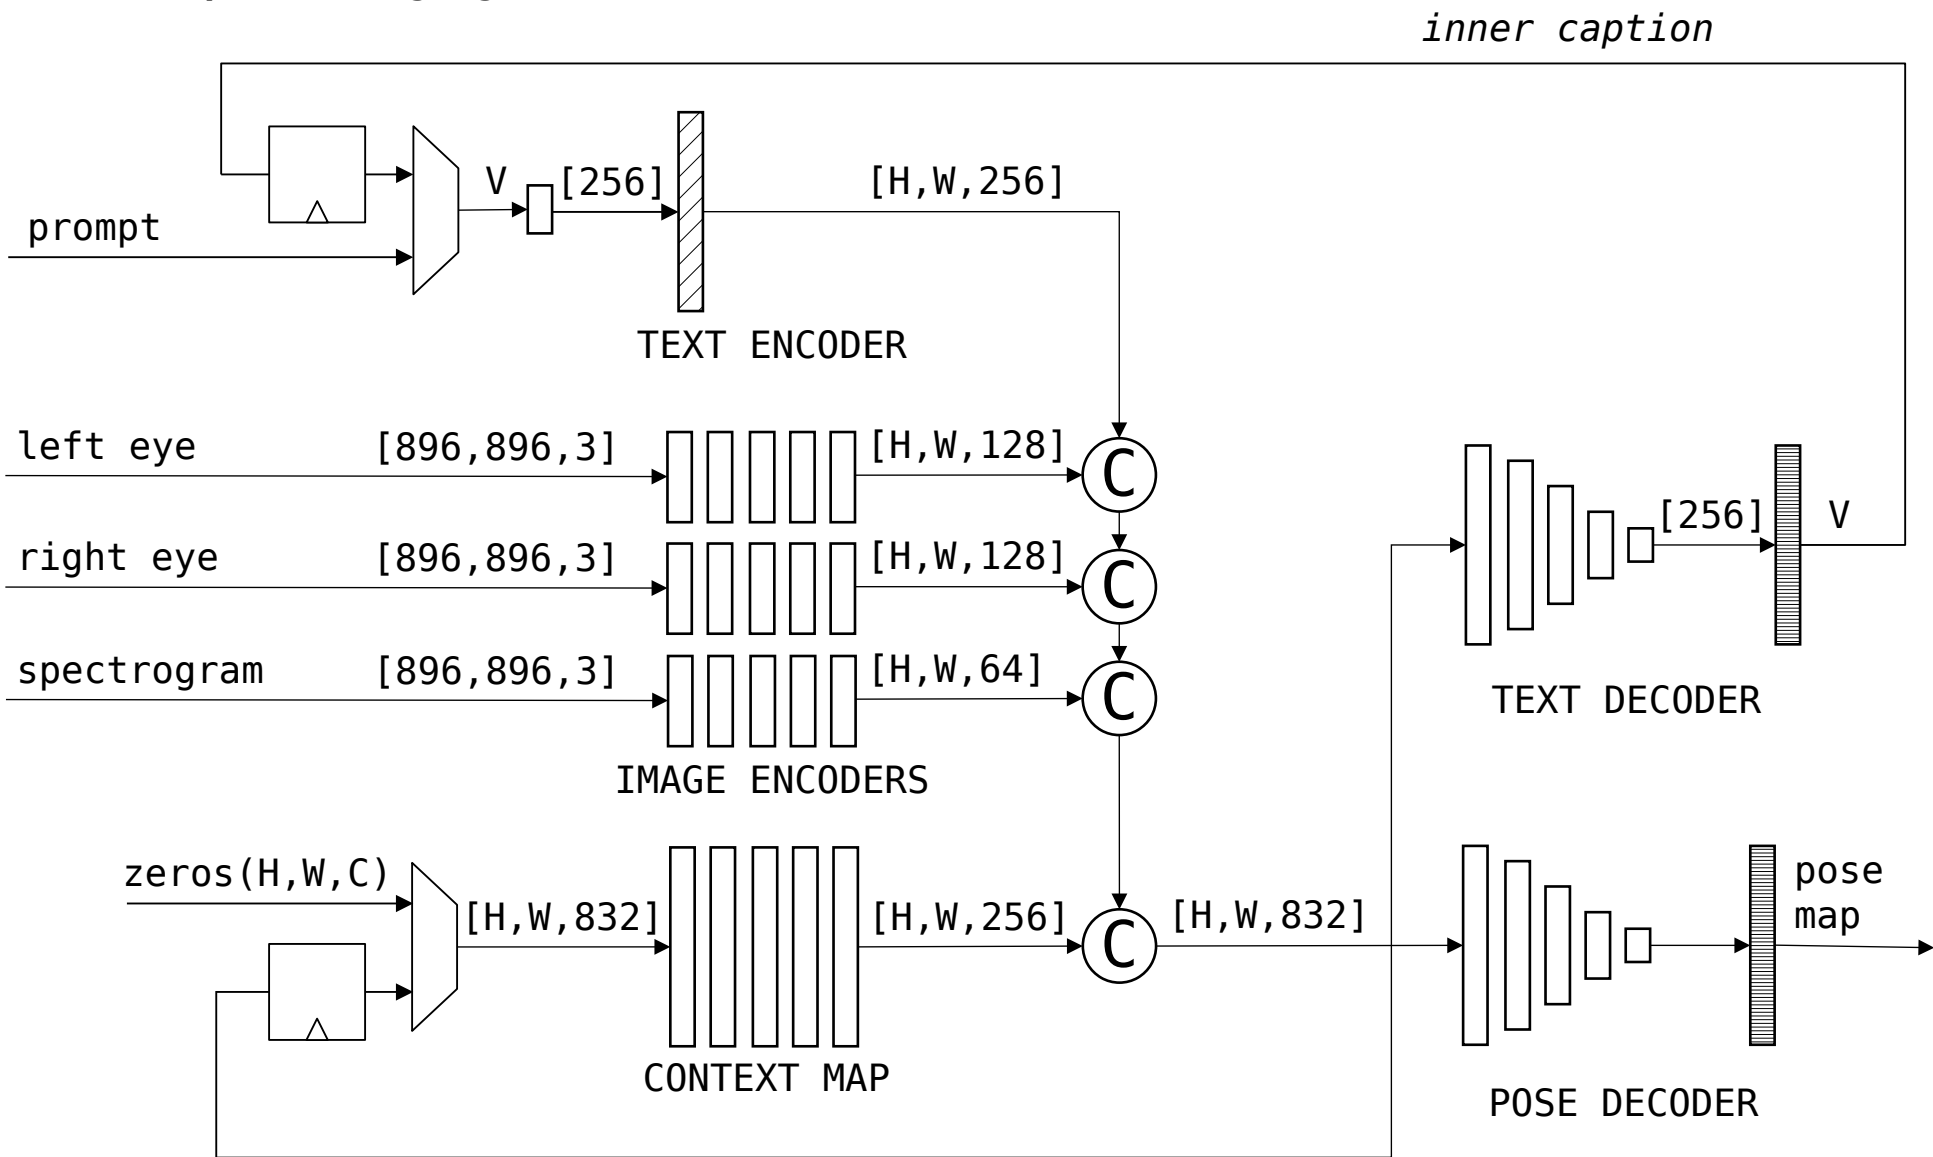 inner caption
V
[256]
[H,W,256]
prompt
TEXT ENCODER
left eye
[896,896,3]
[H,W,128]
C
[256]
V
right eye
[896,896,3]
[H,W,128]
C
spectrogram
[896,896,3]
[H,W,64]
C
TEXT DECODER
IMAGE ENCODERS
zeros(H,W,C)
[H,W,832]
[H,W,256]
C
[H,W,832]
pose
map
CONTEXT MAP
POSE DECODER